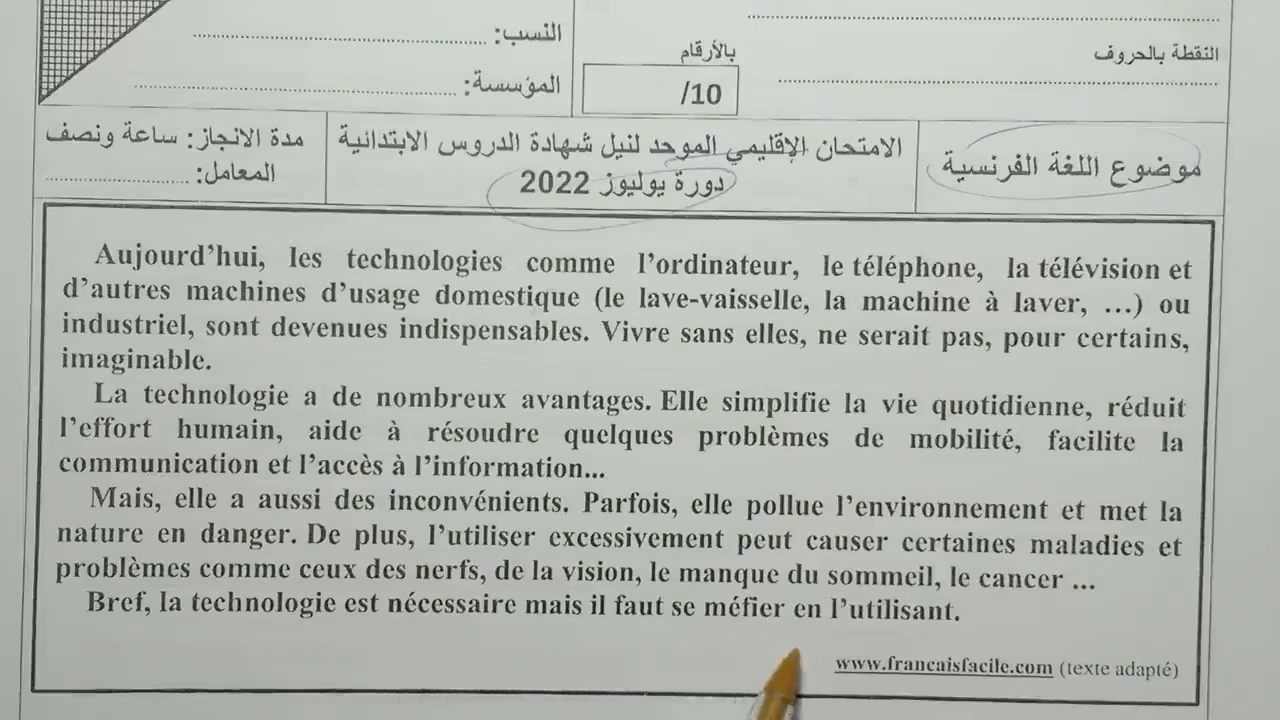 النقطة بالحروف
بالأرقام
/10
النسب:
المؤسسة:
موضوع اللغة الفرنسية
الامتحان الإقليمي الموحد لنيل شهادة الدروس الابتدائية
دورة يوليوز 2022
مدة الانجاز: ساعة ونصف
المعامل:
Aujourd'hui, les technologies comme l'ordinateur, le téléphone, la télévision et
d'autres machines d'usage domestique (le lave-vaisselle, la machine à laver, …) ou
industriel, sont devenues indispensables. Vivre sans elles, ne serait pas, pour certains,
imaginable.
La technologie a de nombreux avantages. Elle simplifie la vie quotidienne, réduit
l'effort humain, aide à résoudre quelques problèmes de mobilité, facilite la
communication et l'accès à l'information...
Mais, elle a aussi des inconvénients. Parfois, elle pollue l'environnement et met la
nature en danger. De plus, l'utiliser excessivement peut causer certaines maladies et
problèmes comme ceux des nerfs, de la vision, le manque du sommeil, le cancer ...
Bref, la technologie est nécessaire mais il faut se méfier en l'utilisant.
www.francaisfacile.com (texte adapté)